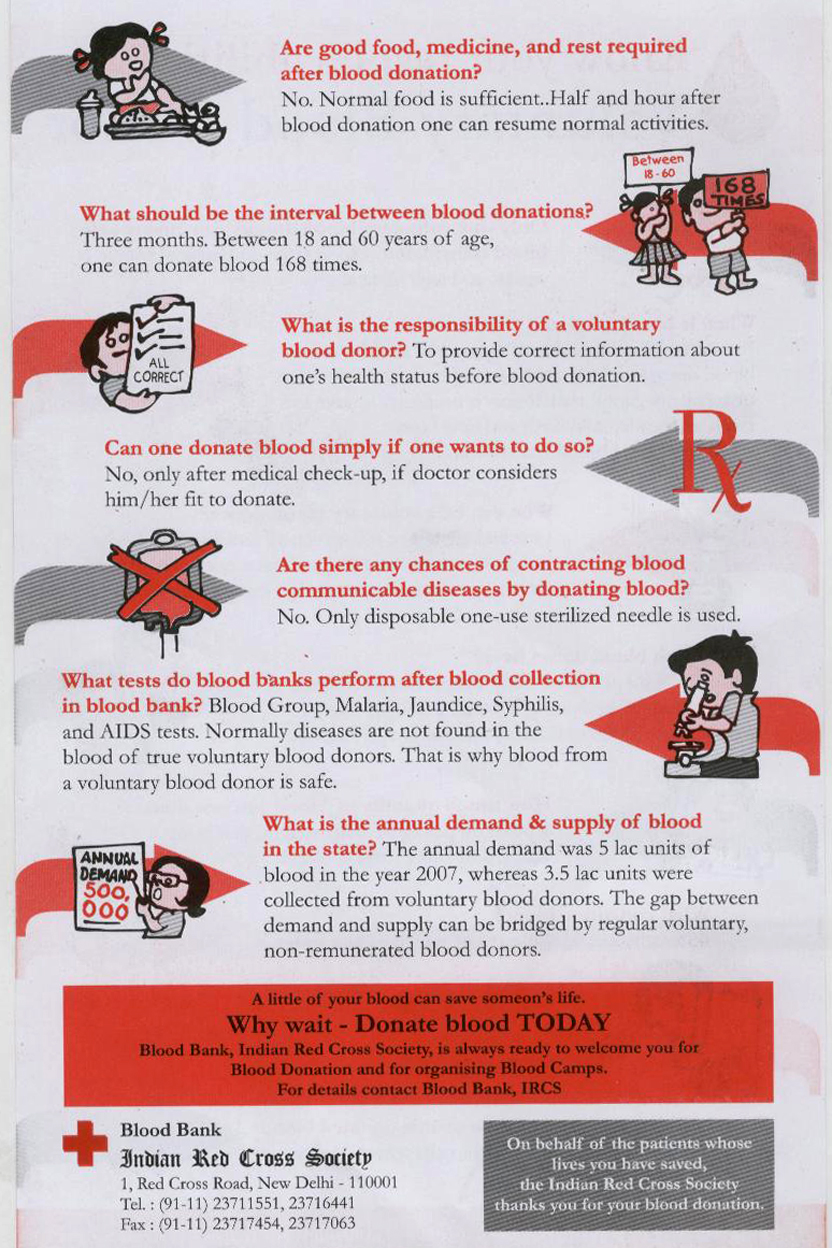 Are good food, medicine, and rest required
after blood donation?
No. Normal food is sufficient..Half and hour after
blood donation one can resume normal activities.
Between
18-60
168
TIMES
What should be the interval between blood donations?
Three months. Between 18 and 60 years of age,
one can donate blood 168 times.
ALL
CORRECT
What is the responsibility of a voluntary
blood donor? To provide correct information about
one's health status before blood donation.
Can one donate blood simply if one wants to do so?
No, only after medical check-up, if doctor considers
him/her fit to donate.
Rx
Are there any chances of contracting blood
communicable diseases by donating blood?
No. Only disposable one-use sterilized needle is used.
What tests do blood banks perform after blood collection
in blood bank? Blood Group, Malaria, Jaundice, Syphilis,
and AIDS tests. Normally diseases are not found in the
blood of true voluntary blood donors. That is why blood from
a voluntary blood donor is safe.
ANNUAL
DEMAND
500,
000
What is the annual demand & supply of blood
in the state? The annual demand was 5 lac units of
blood in the year 2007, whereas 3.5 lac units were
collected from voluntary blood donors. The gap between
demand and supply can be bridged by regular voluntary,
non-remunerated blood donors.
A little of your blood can save someon's life.
Why wait - Donate blood TODAY
Blood Bank, Indian Red Cross Society, is always ready to welcome you for
Blood Donation and for organising Blood Camps.
For details contact Blood Bank, IRCS
Blood Bank
Indian Red Cross Society
1, Red Cross Road, New Delhi - 110001
Tel. : (91-11) 23711551, 23716441
Fax : (91-11) 23717454, 23717063
On behalf of the patients whose
lives you have saved,
the Indian Red Cross Society
thanks you for your blood donation.